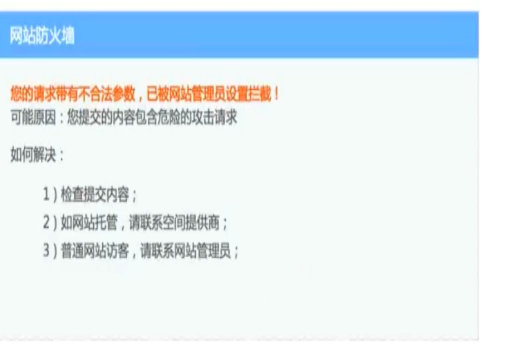 网站防火墙
您的请求带有不合法参数，已被网站管理员设置拦截！
可能原因：您提交的内容包含危险的攻击请求
如何解决：
1）检查提交内容；
2）如网站托管，请联系空间提供商；
3）普通网站访客，请联系网站管理员；